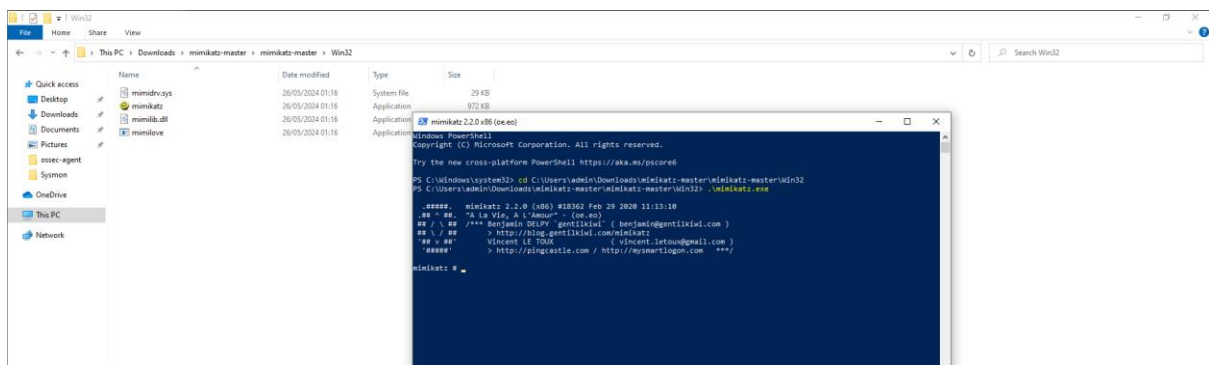 Win32
File Home Share View
This PC > Downloads > mimikatz-master > mimikatz-master > Win32
Search Win32
Name Date modified Type Size
Quick access
Desktop
Downloads
Documents
Pictures
ossec-agent
Sysmon
OneDrive
This PC
Network
mimidrv.sys 26/05/2024 01:16 System file 29 KB
mimikatz 26/05/2024 01:16 Application 972 KB
mimilib.dll 26/05/2024 01:16 Application
mimilove 26/05/2024 01:16 Application
mimikatz 2.2.0 x86 (oe.eo)
Windows PowerShell
Copyright (C) Microsoft Corporation. All rights reserved.
Try the new cross-platform PowerShell https://aka.ms/pscore6
PS C:\Windows\system32> cd C:\Users\admin\Downloads\mimikatz-master\mimikatz-master\Win32
PS C:\Users\admin\Downloads\mimikatz-master\mimikatz-master\Win32> .\mimikatz.exe
.#####. mimikatz 2.2.0 (x86) #18362 Feb 29 2020 11:13:10
.## ^ ##. "A La Vie, A L'Amour" - (oe.eo)
## / \ ## /*** Benjamin DELPY `gentilkiwi` ( benjamin@gentilkiwi.com )
## \ / ## > http://blog.gentilkiwi.com/mimikatz
'## v ##' Vincent LE TOUX ( vincent.letoux@gmail.com )
'#####' > http://pingcastle.com / http://mysmartlogon.com ***/
mimikatz # _